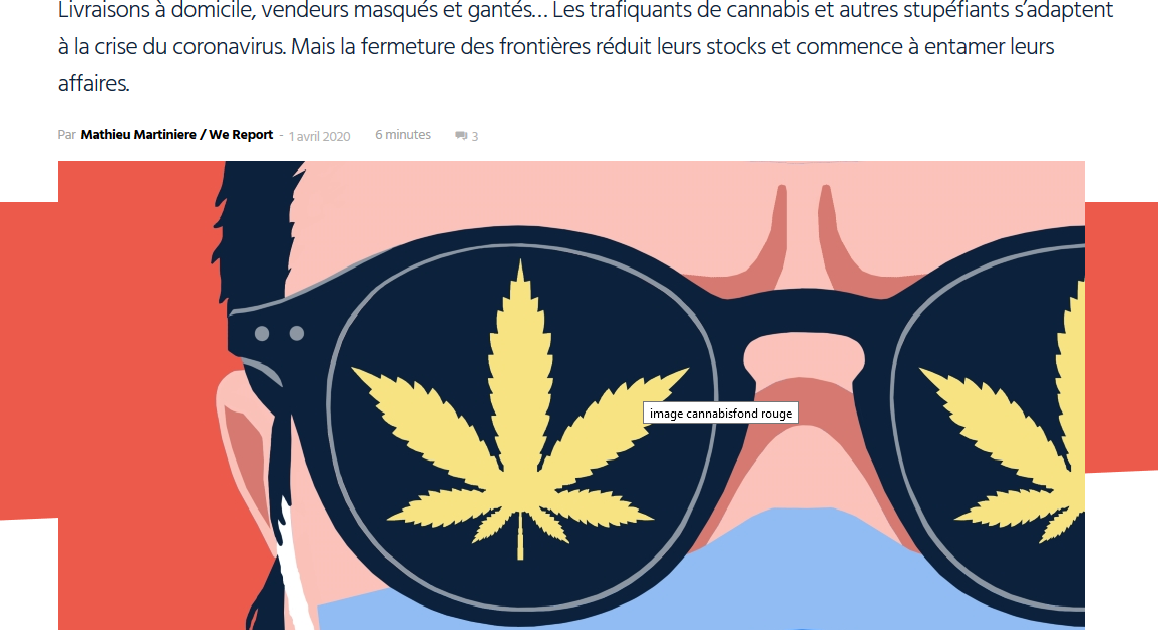 Livraisons à domicile, vendeurs masqués et gantés… Les trafiquants de cannabis et autres stupéfiants s’adaptent
à la crise du coronavirus. Mais la fermeture des frontières réduit leurs stocks et commence à entamer leurs
affaires.
Par Mathieu Martiniere / We Report - 1 avril 2020 6 minutes 3
image cannabisfond rouge